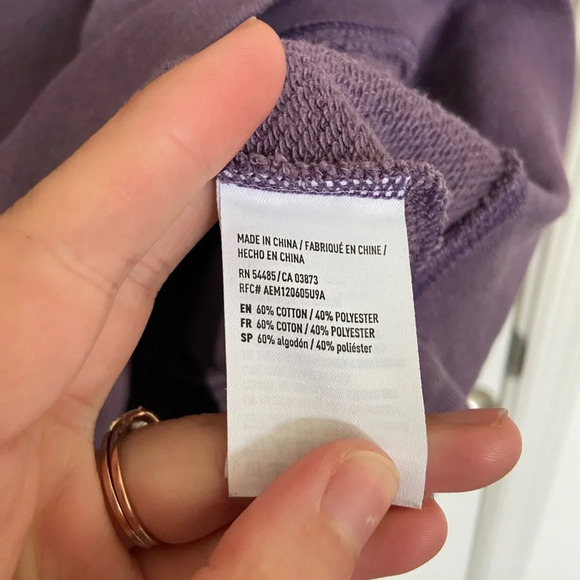 MADE IN CHINA / FABRIQUÉ EN CHINE /
HECHO EN CHINA
RN 54485 / CA 03873
RFC# AEM120605U9A
EN 60% COTTON / 40% POLYESTER
FR 60% COTON / 40% POLYESTER
SP 60% algodón / 40% poliéster